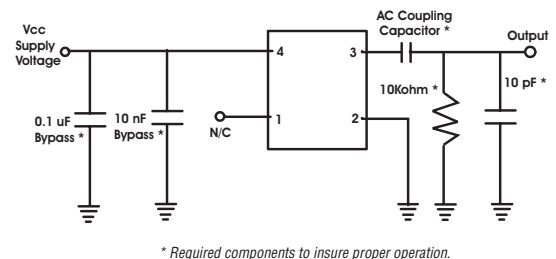 Vcc
Supply
Voltage
AC Coupling
Capacitor *
Output
4
3
1
2
0.1 uF
Bypass *
10 nF
Bypass *
N/C
10Kohm *
10 pF *
* Required components to insure proper operation.